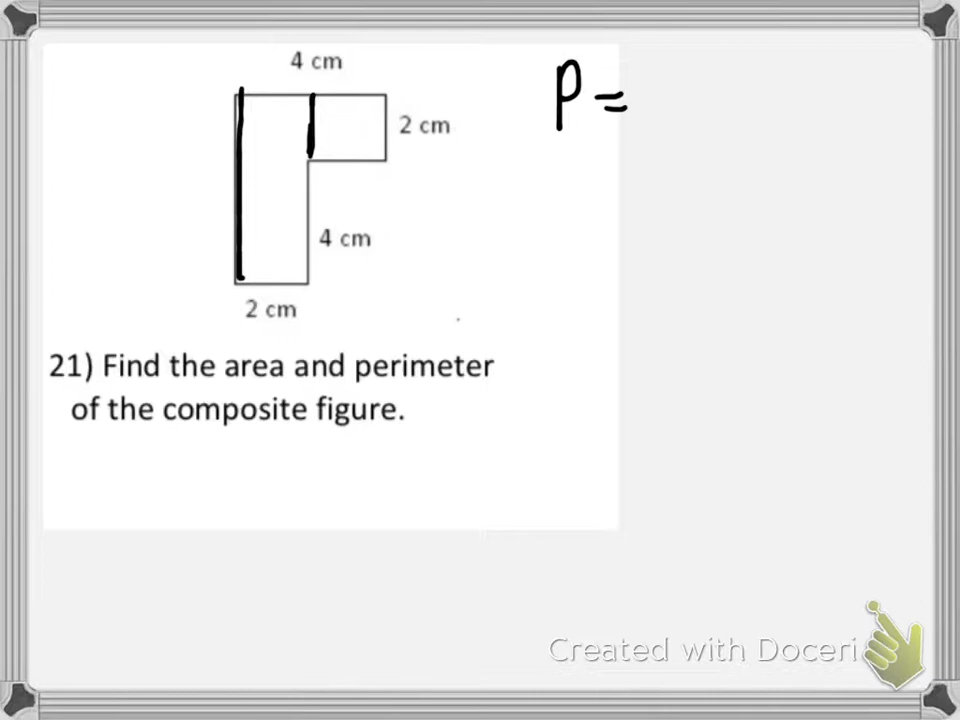 4 cm
P =
2 cm
4 cm
2 cm
21) Find the area and perimeter
of the composite figure.
Created with Doceri